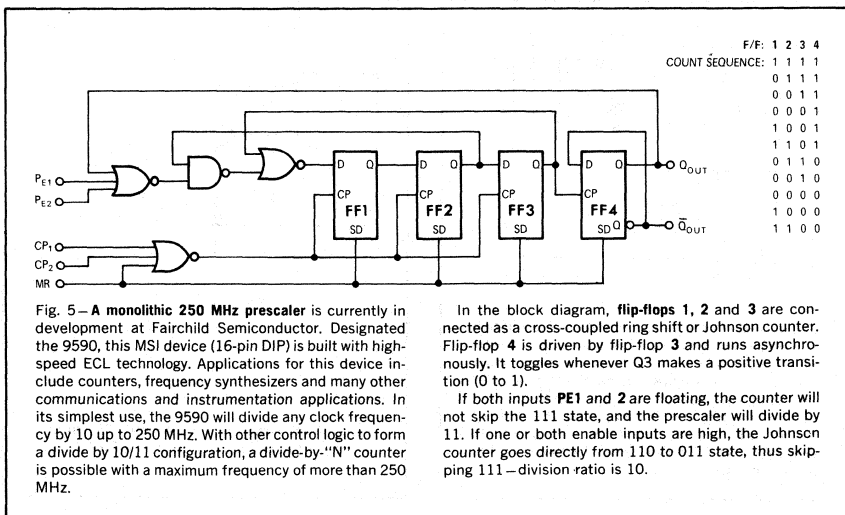 F/F: 1 2 3 4
COUNT SEQUENCE: 1 1 1 1
0 1 1 1
0 0 1 1
0 0 0 1
1 0 0 1
1 1 0 1
0 1 1 0
0 0 1 0
0 0 0 0
1 0 0 0
1 1 0 0
PE1
PE2
CP1
CP2
MR
D Q
CP
FF1
SD
D Q
CP
FF2
SD
D Q
CP
FF3
SD
D Q
CP
FF4
SD Q
QOUT
Q̅OUT
Fig. 5—A monolithic 250 MHz prescaler is currently in
development at Fairchild Semiconductor. Designated
the 9590, this MSI device (16-pin DIP) is built with high-
speed ECL technology. Applications for this device in-
clude counters, frequency synthesizers and many other
communications and instrumentation applications. In
its simplest use, the 9590 will divide any clock frequen-
cy by 10 up to 250 MHz. With other control logic to form
a divide by 10/11 configuration, a divide-by-"N" counter
is possible with a maximum frequency of more than 250
MHz.
In the block diagram, flip-flops 1, 2 and 3 are con-
nected as a cross-coupled ring shift or Johnson counter.
Flip-flop 4 is driven by flip-flop 3 and runs asynchro-
nously. It toggles whenever Q3 makes a positive transi-
tion (0 to 1).
If both inputs PE1 and 2 are floating, the counter will
not skip the 111 state, and the prescaler will divide by
11. If one or both enable inputs are high, the Johnson
counter goes directly from 110 to 011 state, thus skip-
ping 111—division ratio is 10.